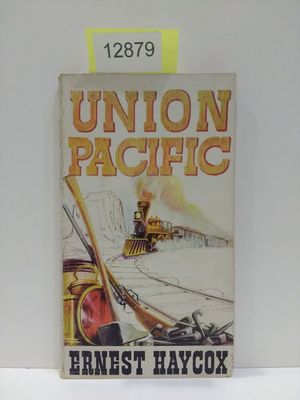 12879
UNION
PACIFIC
ERNEST HAYCOX